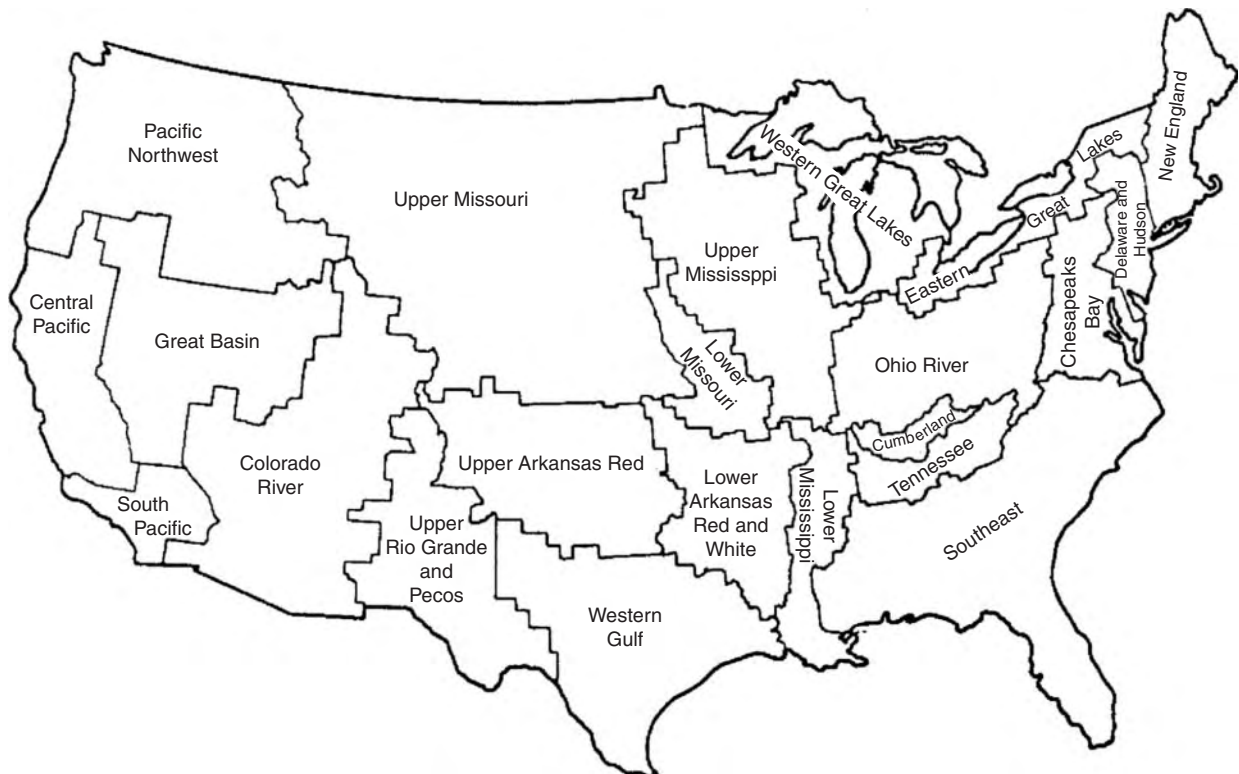 Pacific
Northwest
Upper Missouri
Western Great Lakes
Lakes
New England
Great
Eastern
Delaware and
Hudson
Upper
Mississppi
Central
Pacific
Great Basin
Lower
Missouri
Ohio River
Chesapeaks
Bay
Cumberland
Tennessee
Colorado
River
Upper Arkansas Red
Lower
Arkansas
Red and
White
Lower
Mississippi
Southeast
South
Pacific
Upper
Rio Grande
and
Pecos
Western
Gulf